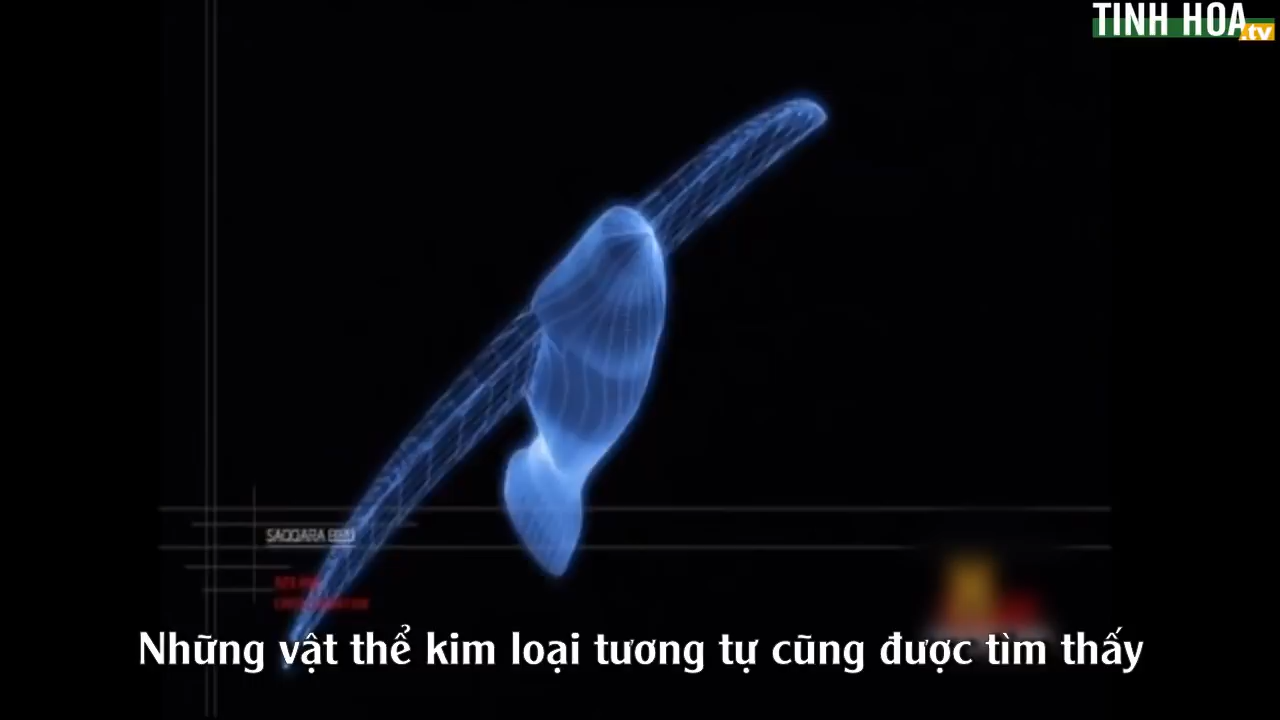 TINH HOA
.tv
SAQQARA BIRD
Những vật thể kim loại tương tự cũng được tìm thấy